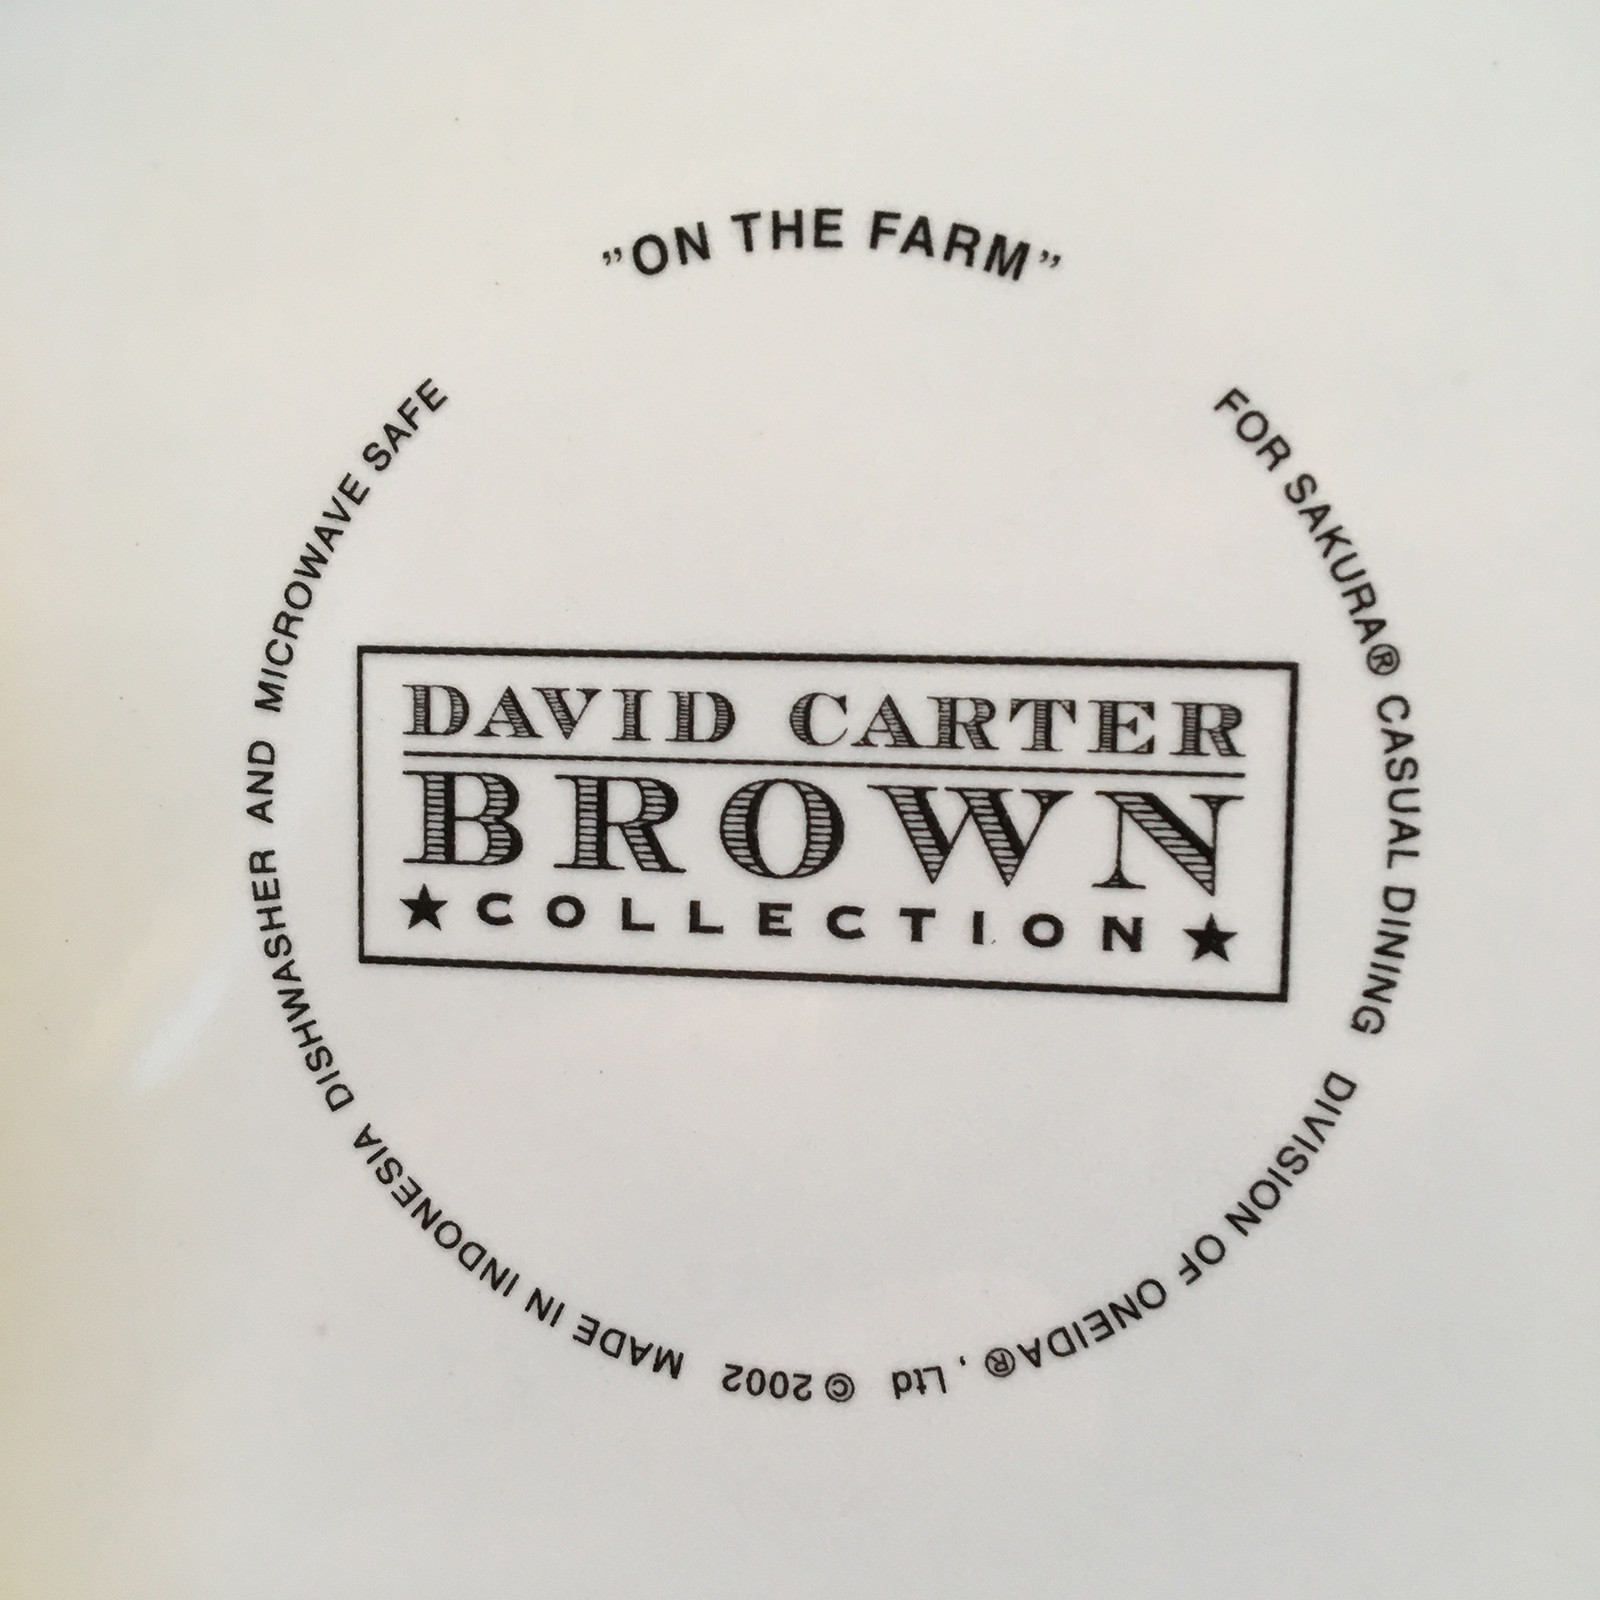 ”ON THE FARM”
FOR SAKURA® CASUAL DINING DIVISION OF ONEIDA®, Ltd ©2002 MADE IN INDONESIA DISHWASHER AND MICROWAVE SAFE
DAVID CARTER
BROWN
★ COLLECTION ★